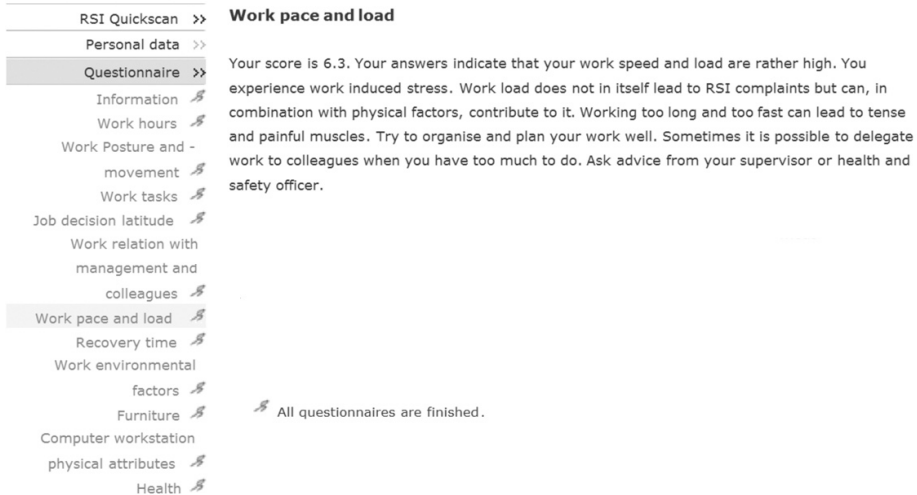 RSI Quickscan >>
Personal data >>
Questionnaire >>
Information
Work hours
Work Posture and -
movement
Work tasks
Job decision latitude
Work relation with
management and
colleagues
Work pace and load
Recovery time
Work environmental
factors
Furniture
Computer workstation
physical attributes
Health
Work pace and load
Your score is 6.3. Your answers indicate that your work speed and load are rather high. You
experience work induced stress. Work load does not in itself lead to RSI complaints but can, in
combination with physical factors, contribute to it. Working too long and too fast can lead to tense
and painful muscles. Try to organise and plan your work well. Sometimes it is possible to delegate
work to colleagues when you have too much to do. Ask advice from your supervisor or health and
safety officer.
All questionnaires are finished.